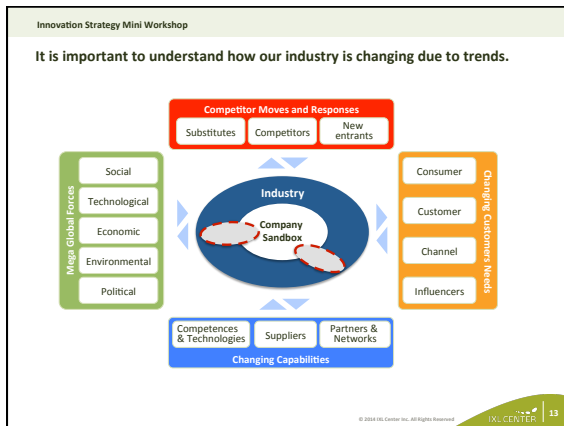 Innovation Strategy Mini Workshop
It is important to understand how our industry is changing due to trends.
Competitor Moves and Responses
Substitutes
Competitors
New
entrants
Mega Global Forces
Social
Technological
Economic
Environmental
Political
Industry
Company
Sandbox
Consumer
Customer
Channel
Influencers
Changing Customers Needs
Competences
& Technologies
Suppliers
Partners &
Networks
Changing Capabilities
© 2014 IXL Center Inc. All Rights Reserved
IXL CENTER
13